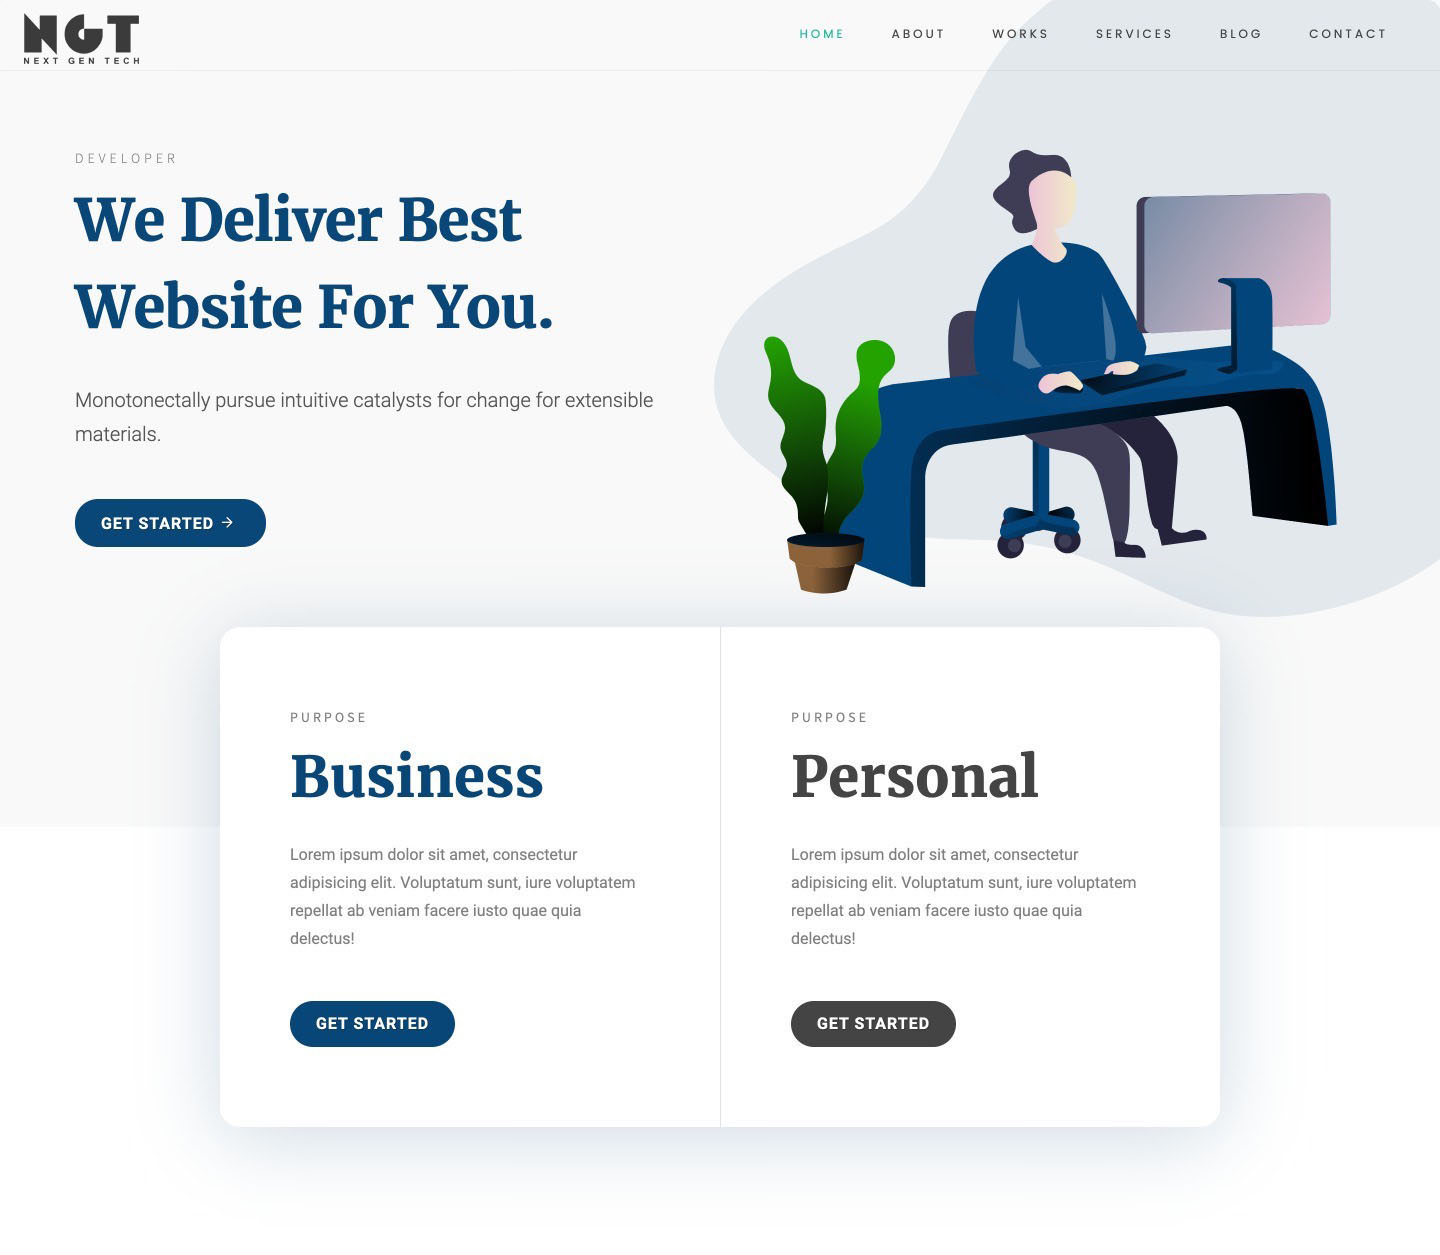 NGT
NEXT GEN TECH
HOME ABOUT WORKS SERVICES BLOG CONTACT
DEVELOPER
We Deliver Best
Website For You.
Monotonectally pursue intuitive catalysts for change for extensible
materials.
GET STARTED →
PURPOSE
Business
Lorem ipsum dolor sit amet, consectetur
adipisicing elit. Voluptatum sunt, iure voluptatem
repellat ab veniam facere iusto quae quia
delectus!
GET STARTED
PURPOSE
Personal
Lorem ipsum dolor sit amet, consectetur
adipisicing elit. Voluptatum sunt, iure voluptatem
repellat ab veniam facere iusto quae quia
delectus!
GET STARTED